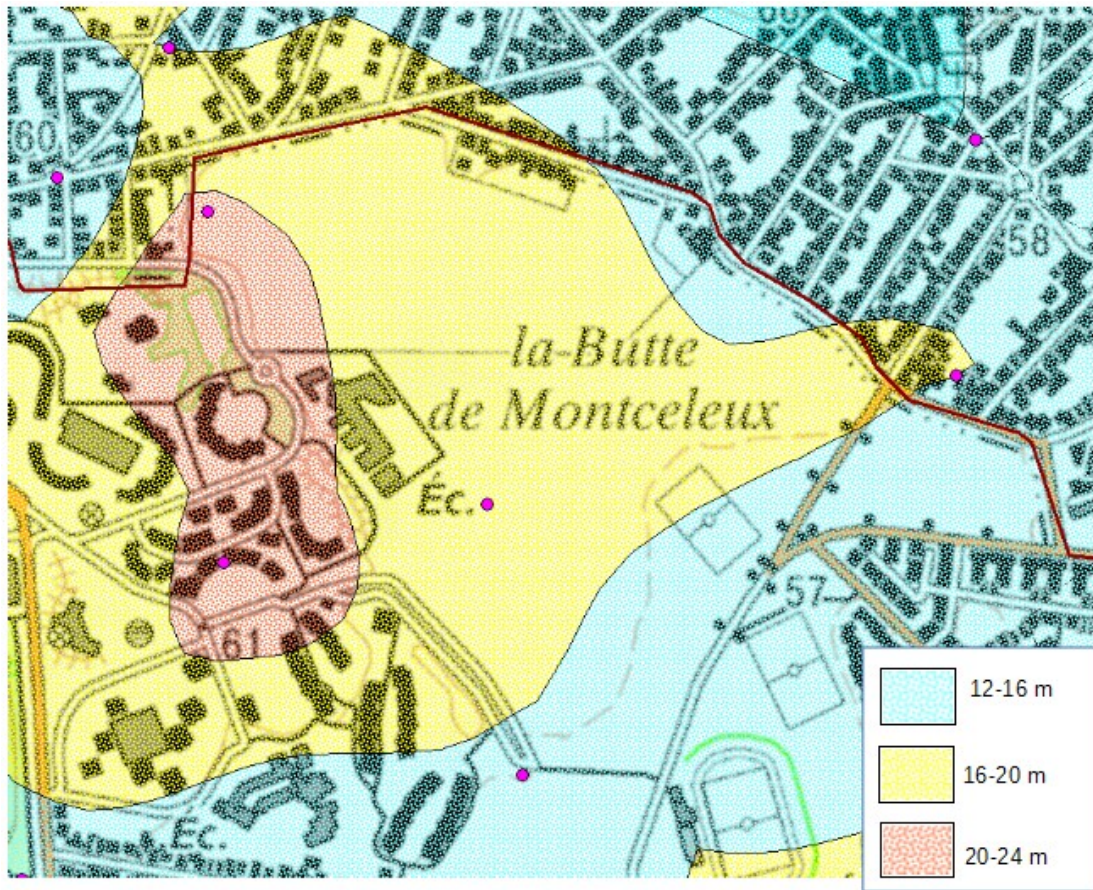 60
58
la-Butte
de Montceleux
Éc.
57
61
Éc.
12-16 m
16-20 m
20-24 m